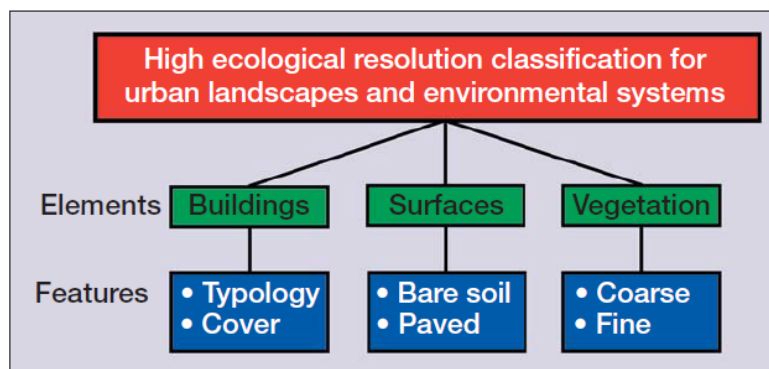 High ecological resolution classification for
urban landscapes and environmental systems
Elements
Buildings
Surfaces
Vegetation
Features
• Typology
• Cover
• Bare soil
• Paved
• Coarse
• Fine